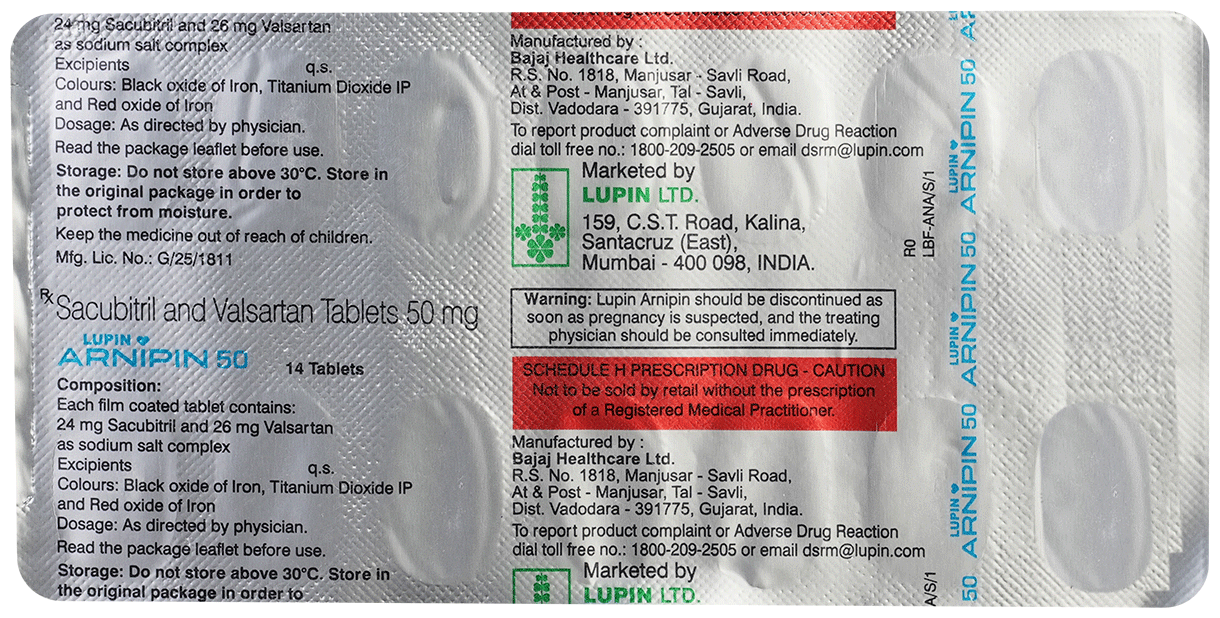 24 mg Sacubitril and 26 mg Valsartan
as sodium salt complex
Excipients q.s.
Colours: Black oxide of Iron, Titanium Dioxide IP
and Red oxide of Iron
Dosage: As directed by physician.
Read the package leaflet before use.
Storage: Do not store above 30°C. Store in
the original package in order to
protect from moisture.
Keep the medicine out of reach of children.
Mfg. Lic. No.: G/25/1811
Rx Sacubitril and Valsartan Tablets 50 mg
LUPIN
ARNIPIN 50
14 Tablets
Composition:
Each film coated tablet contains:
24 mg Sacubitril and 26 mg Valsartan
as sodium salt complex
Excipients q.s.
Colours: Black oxide of Iron, Titanium Dioxide IP
and Red oxide of Iron
Dosage: As directed by physician.
Read the package leaflet before use.
Storage: Do not store above 30°C. Store in
the original package in order to
Manufactured by :
Bajaj Healthcare Ltd.
R.S. No. 1818, Manjusar - Savli Road,
At & Post - Manjusar, Tal - Savli,
Dist. Vadodara - 391775, Gujarat, India.
To report product complaint or Adverse Drug Reaction
dial toll free no.: 1800-209-2505 or email dsrm@lupin.com
Marketed by
LUPIN LTD.
159, C.S.T. Road, Kalina,
Santacruz (East),
Mumbai - 400 098, INDIA.
Warning: Lupin Arnipin should be discontinued as
soon as pregnancy is suspected, and the treating
physician should be consulted immediately.
SCHEDULE H PRESCRIPTION DRUG - CAUTION
Not to be sold by retail without the prescription
of a Registered Medical Practitioner.
Manufactured by :
Bajaj Healthcare Ltd.
R.S. No. 1818, Manjusar - Savli Road,
At & Post - Manjusar, Tal - Savli,
Dist. Vadodara - 391775, Gujarat, India.
To report product complaint or Adverse Drug Reaction
dial toll free no.: 1800-209-2505 or email dsrm@lupin.com
Marketed by
LUPIN LTD.
R0
LBF-ANA/S/1
A/S/1
50
LUPIN
ARNIPIN 50
LUPIN
ARNIPIN 50
LUPIN
ARNIPIN 50